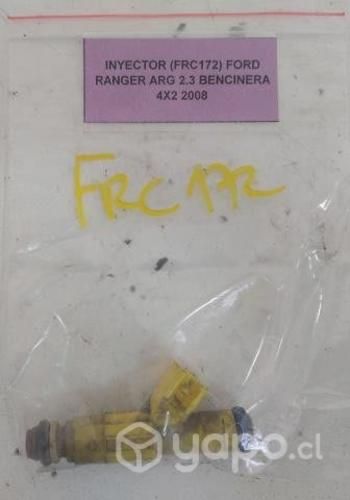 INYECTOR (FRC172) FORD
RANGER ARG 2.3 BENCINERA
4X2 2008
FRC172
yapo.cl